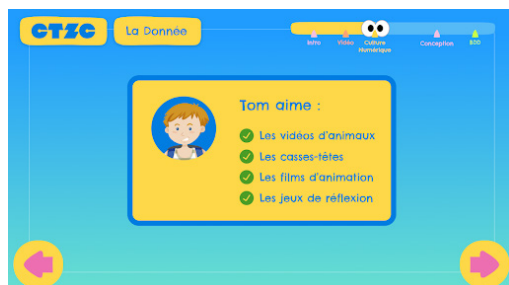 CTZC
La Donnée
Intro
Vidéo
Culture
Numérique
Conception
BDD
Tom aime :
Les vidéos d'animaux
Les casses-têtes
Les films d'animation
Les jeux de réflexion